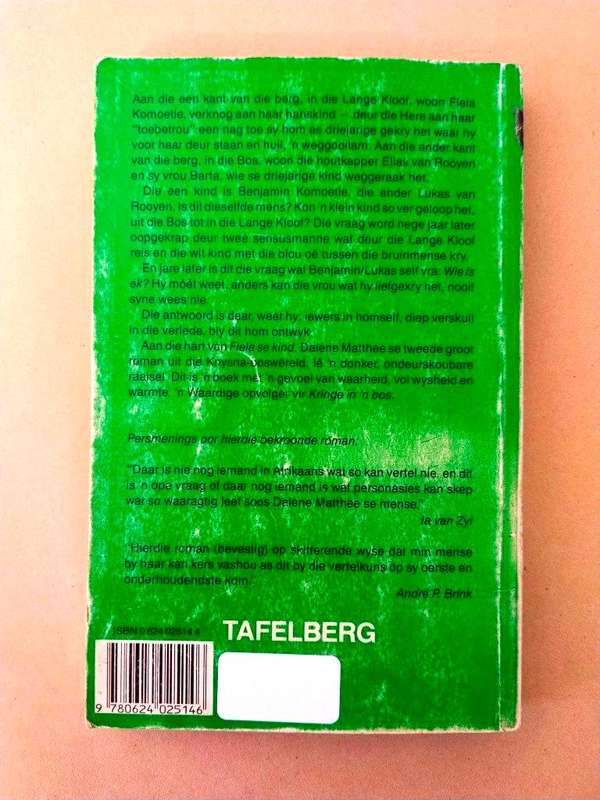 Aan die een kant van die berg, in die Lange Kloof, woon Fiela
Komoetie, verknog aan haar hanskind – deur die Here aan haar
"toebetrou" een nag toe sy hom as driejarige gekry het waar hy
voor haar deur staan en huil, 'n weggooilam. Aan die ander kant
van die berg, in die Bos, woon die houtkapper Elias van Rooyen
en sy vrou Barta, wie se driejarige kind weggeraak het.
Die een kind is Benjamin Komoetie, die ander Lukas van
Rooyen. Is dit dieselfde mens? Kon 'n klein kind so ver geloop het,
uit die Bos tot in die Lange Kloof? Die vraag word nege jaar later
oopgekrap deur twee sensusmanne wat deur die Lange Kloof
reis en die wit kind met die blou oë tussen die bruinmense kry.
En jare later is dit die vraag wat Benjamin/Lukas self vra: Wie is
ek? Hy móét weet, anders kan die vrou wat hy liefgekry het, nooit
syne wees nie.
Die antwoord is daar, weet hy, iewers in homself, diep verskuil
in die verlede, bly dit hom ontwyk.
Aan die hart van Fiela se kind, Dalene Matthee se tweede groot
roman uit die Knysna-boswêreld, lê 'n donker, ondeurskoubare
raaisel. Dit is 'n boek met 'n gevoel van waarheid, vol wysheid en
warmte. 'n Waardige opvolger vir Kringe in 'n bos.
Persmenings oor hierdie bekroonde roman:
"Daar is nie nog iemand in Afrikaans wat so kan vertel nie, en dit
is 'n ope vraag of daar nog iemand is wat personasies kan skep
wat so waaragtig leef soos Dalene Matthee se mense."
Ia van Zyl
"Hierdie roman (bevestig) op skitterende wyse dat min mense
by haar kan kers vashou as dit by die vertelkuns op sy eerste en
onderhoudendste kom."
André P. Brink
TAFELBERG
ISBN 0 624 02514 4
9 780624 025146